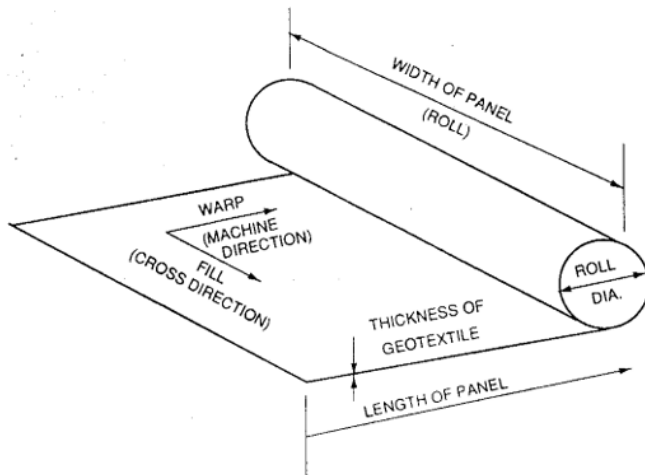 WIDTH OF PANEL
(ROLL)
WARP
(MACHINE
DIRECTION)
FILL
(CROSS DIRECTION)
ROLL
DIA.
THICKNESS OF
GEOTEXTILE
LENGTH OF PANEL